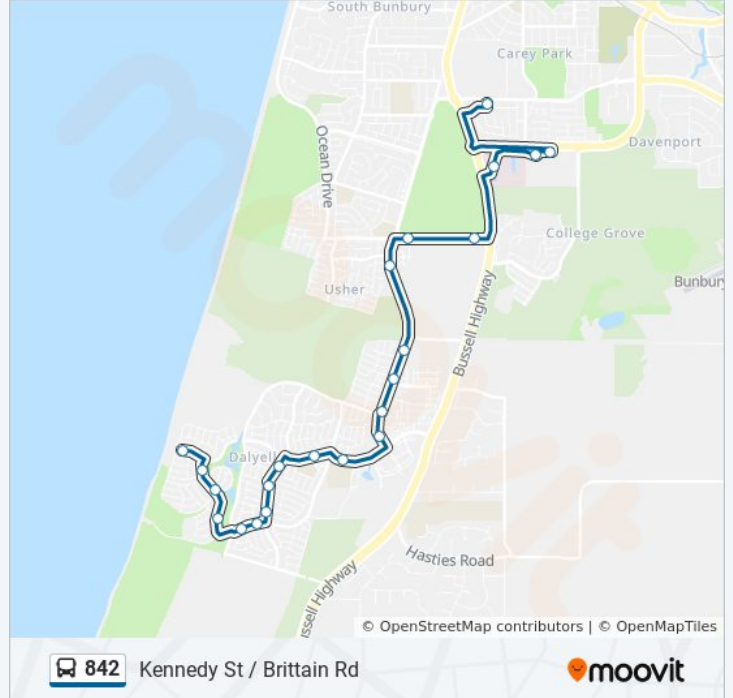 South Bunbury
Carey Park
Ocean Drive
Davenport
College Grove
Bunbury
Usher
Bussell Highway
Dalyell
Hasties Road
ssell Highway
© OpenStreetMap contributors | © OpenMapTiles
842 Kennedy St / Brittain Rd
moovit